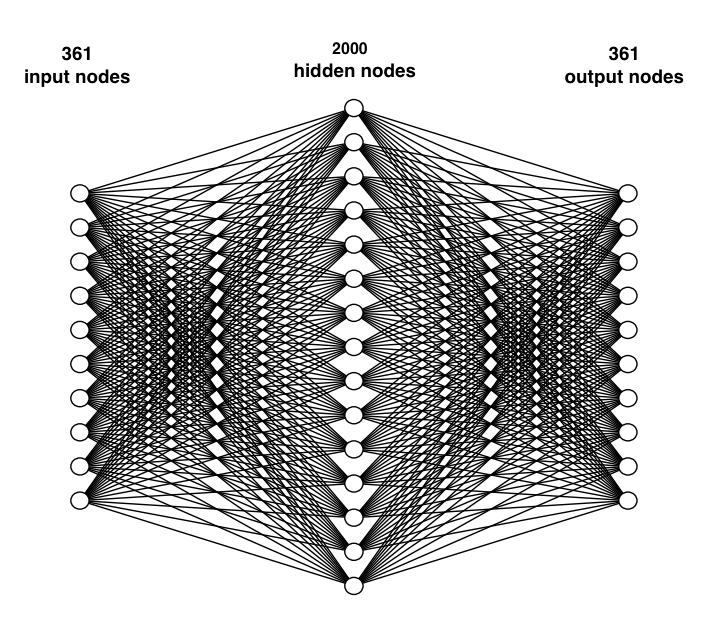 361
input nodes
2000
hidden nodes
361
output nodes